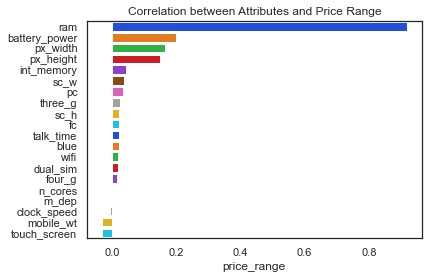 Correlation between Attributes and Price Range
ram
battery_power
px_width
px_height
int_memory
sc_w
pc
three_g
sc_h
fc
talk_time
blue
wifi
dual_sim
four_g
n_cores
m_dep
clock_speed
mobile_wt
touch_screen
0.0 0.2 0.4 0.6 0.8
price_range